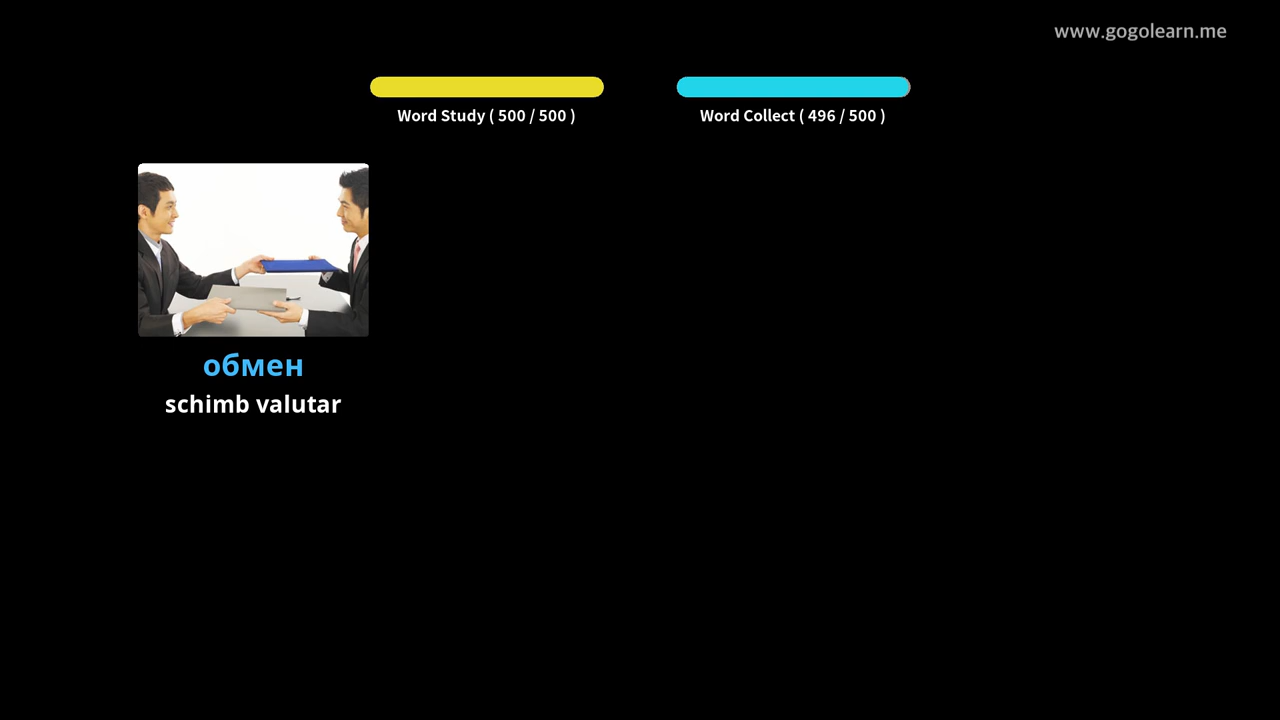 www.gogolearn.me
Word Study ( 500 / 500 )
Word Collect ( 496 / 500 )
обмен
schimb valutar